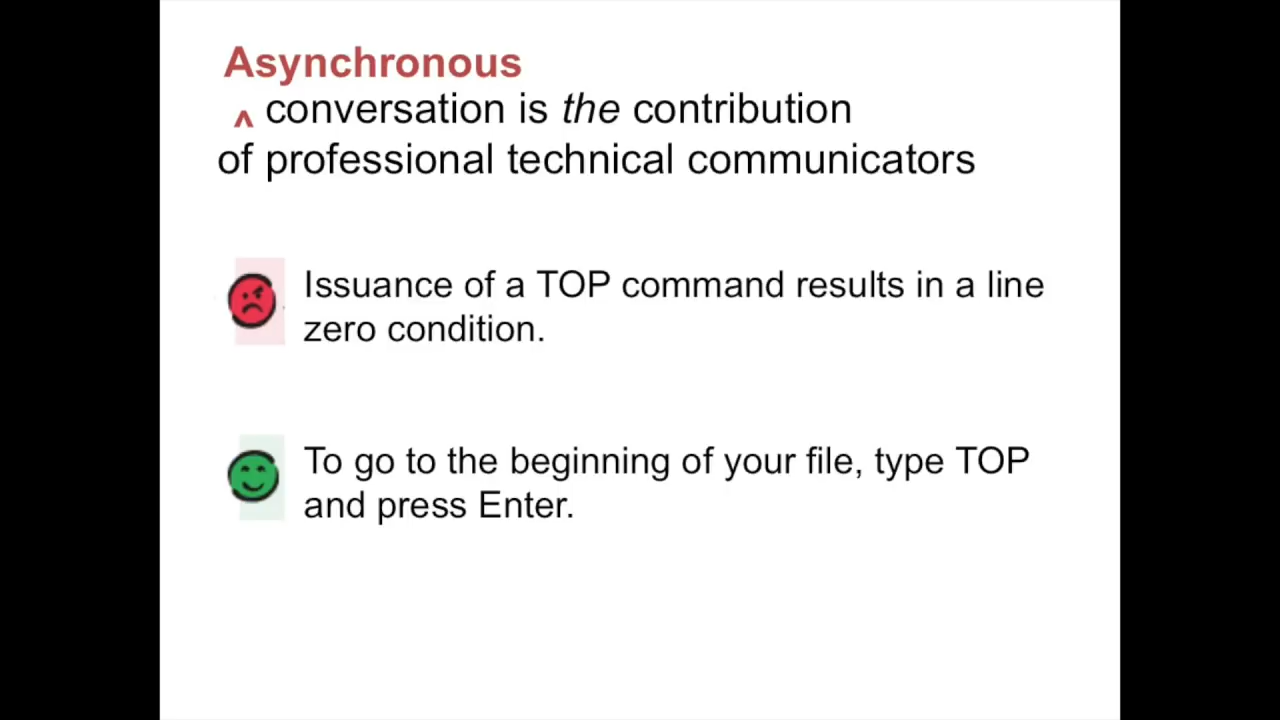 Asynchronous
^ conversation is the contribution
of professional technical communicators
Issuance of a TOP command results in a line
zero condition.
To go to the beginning of your file, type TOP
and press Enter.